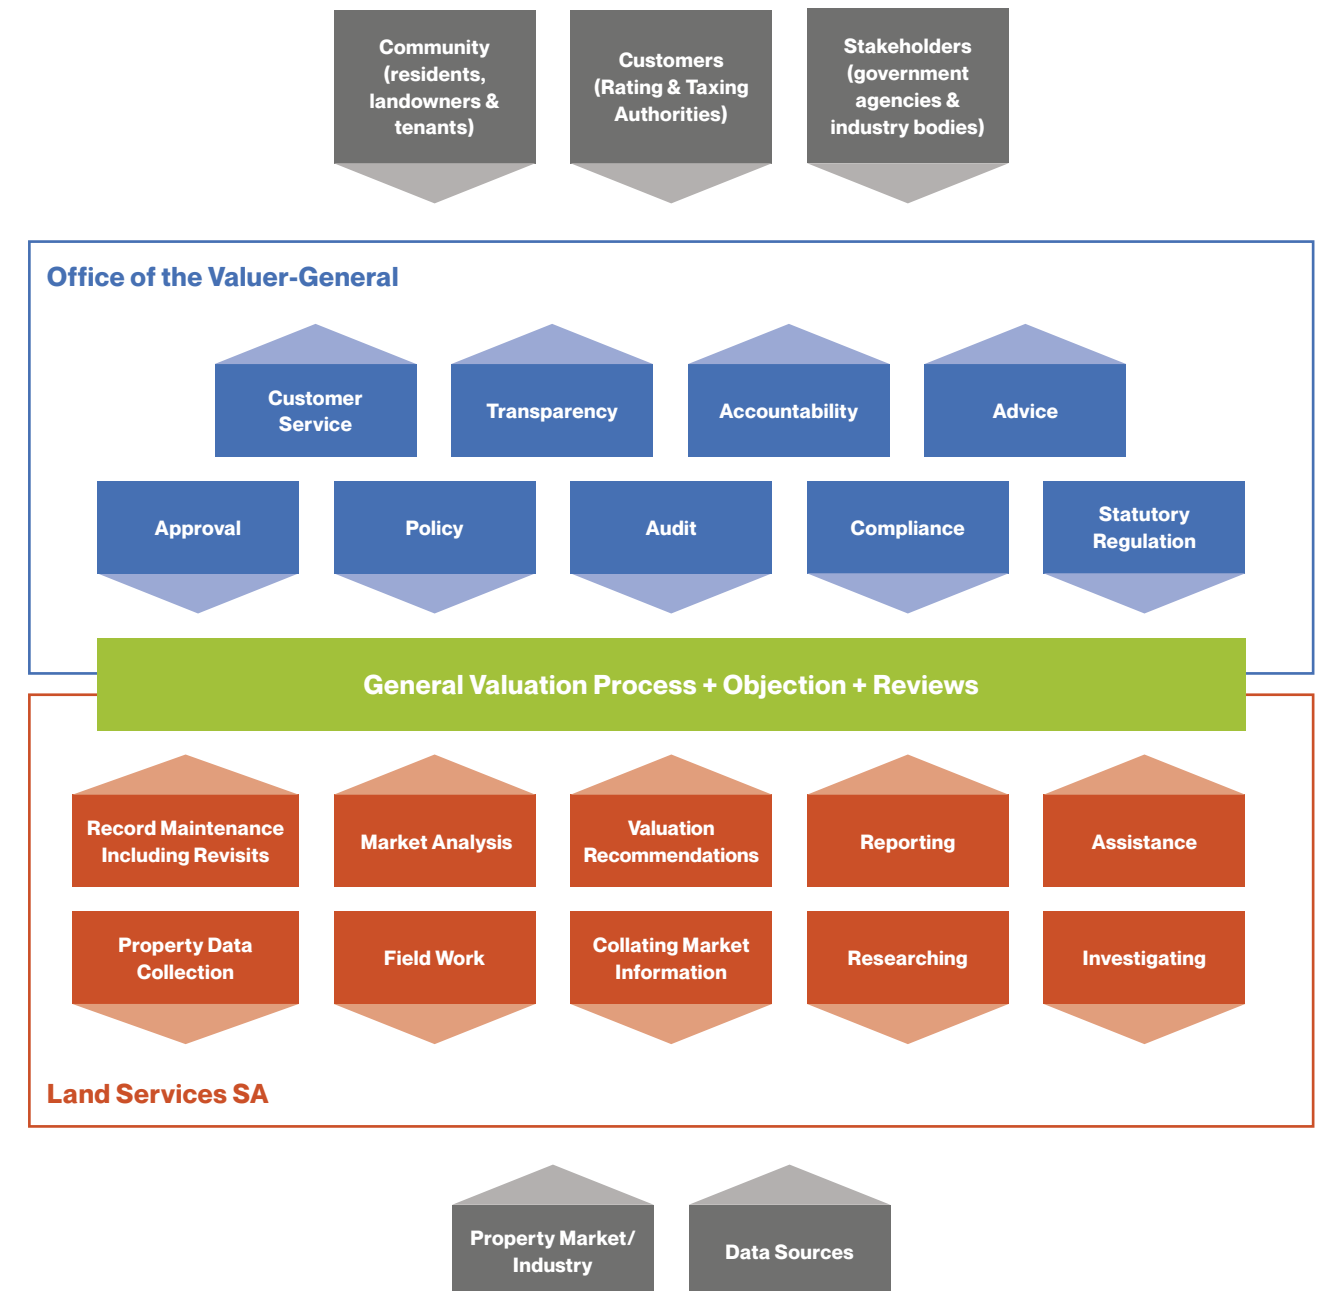 Community
(residents,
landowners &
tenants)
Customers
(Rating & Taxing
Authorities)
Stakeholders
(government
agencies &
industry bodies)
Office of the Valuer-General
Customer
Service
Transparency
Accountability
Advice
Approval
Policy
Audit
Compliance
Statutory
Regulation
General Valuation Process + Objection + Reviews
Record Maintenance
Including Revisits
Market Analysis
Valuation
Recommendations
Reporting
Assistance
Property Data
Collection
Field Work
Collating Market
Information
Researching
Investigating
Land Services SA
Property Market/
Industry
Data Sources